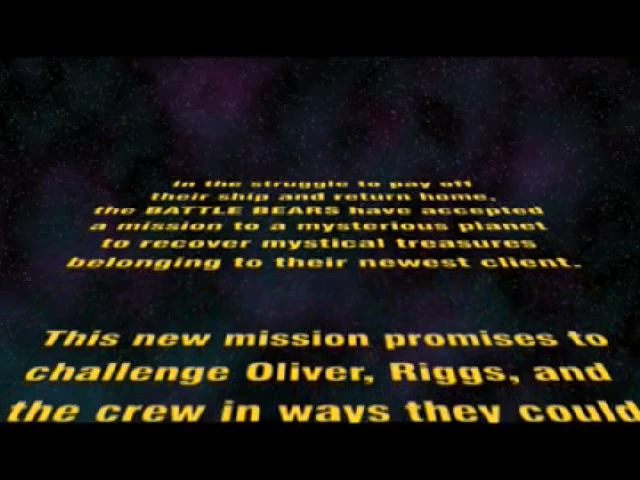 In the struggle to pay off
their ship and return home,
the BATTLE BEARS have accepted
a mission to a mysterious planet
to recover mystical treasures
belonging to their newest client.
This new mission promises to
challenge Oliver, Riggs, and
the crew in ways they could